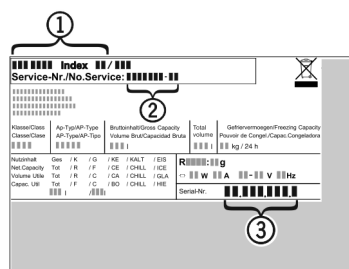 1
Index /
Service-Nr./No.Service: -
2
Klasse/Class Ap-Typ/AP-Type Bruttoinhalt/Gross Capacity Total Gefriervermoegen/Freezing Capacity
Classe/Clase AP-Type/AP-Tipo Volume Brut/Capacidad Bruta volume Pouvoir de Congel./Capac.Congeladora
l l kg / 24 h
Nutzinhalt Ges / K / G / KE / KALT / EIS
Net.Capacity Tot / R / F / CE / CHILL / ICE
Volume Utile Tot / R / C / CA / CHILL / GLA
Capac. Util Tot / F / C / BO / CHILL / HIE
l / l
R : g
W A - V Hz
Serial-Nr. . . .
3